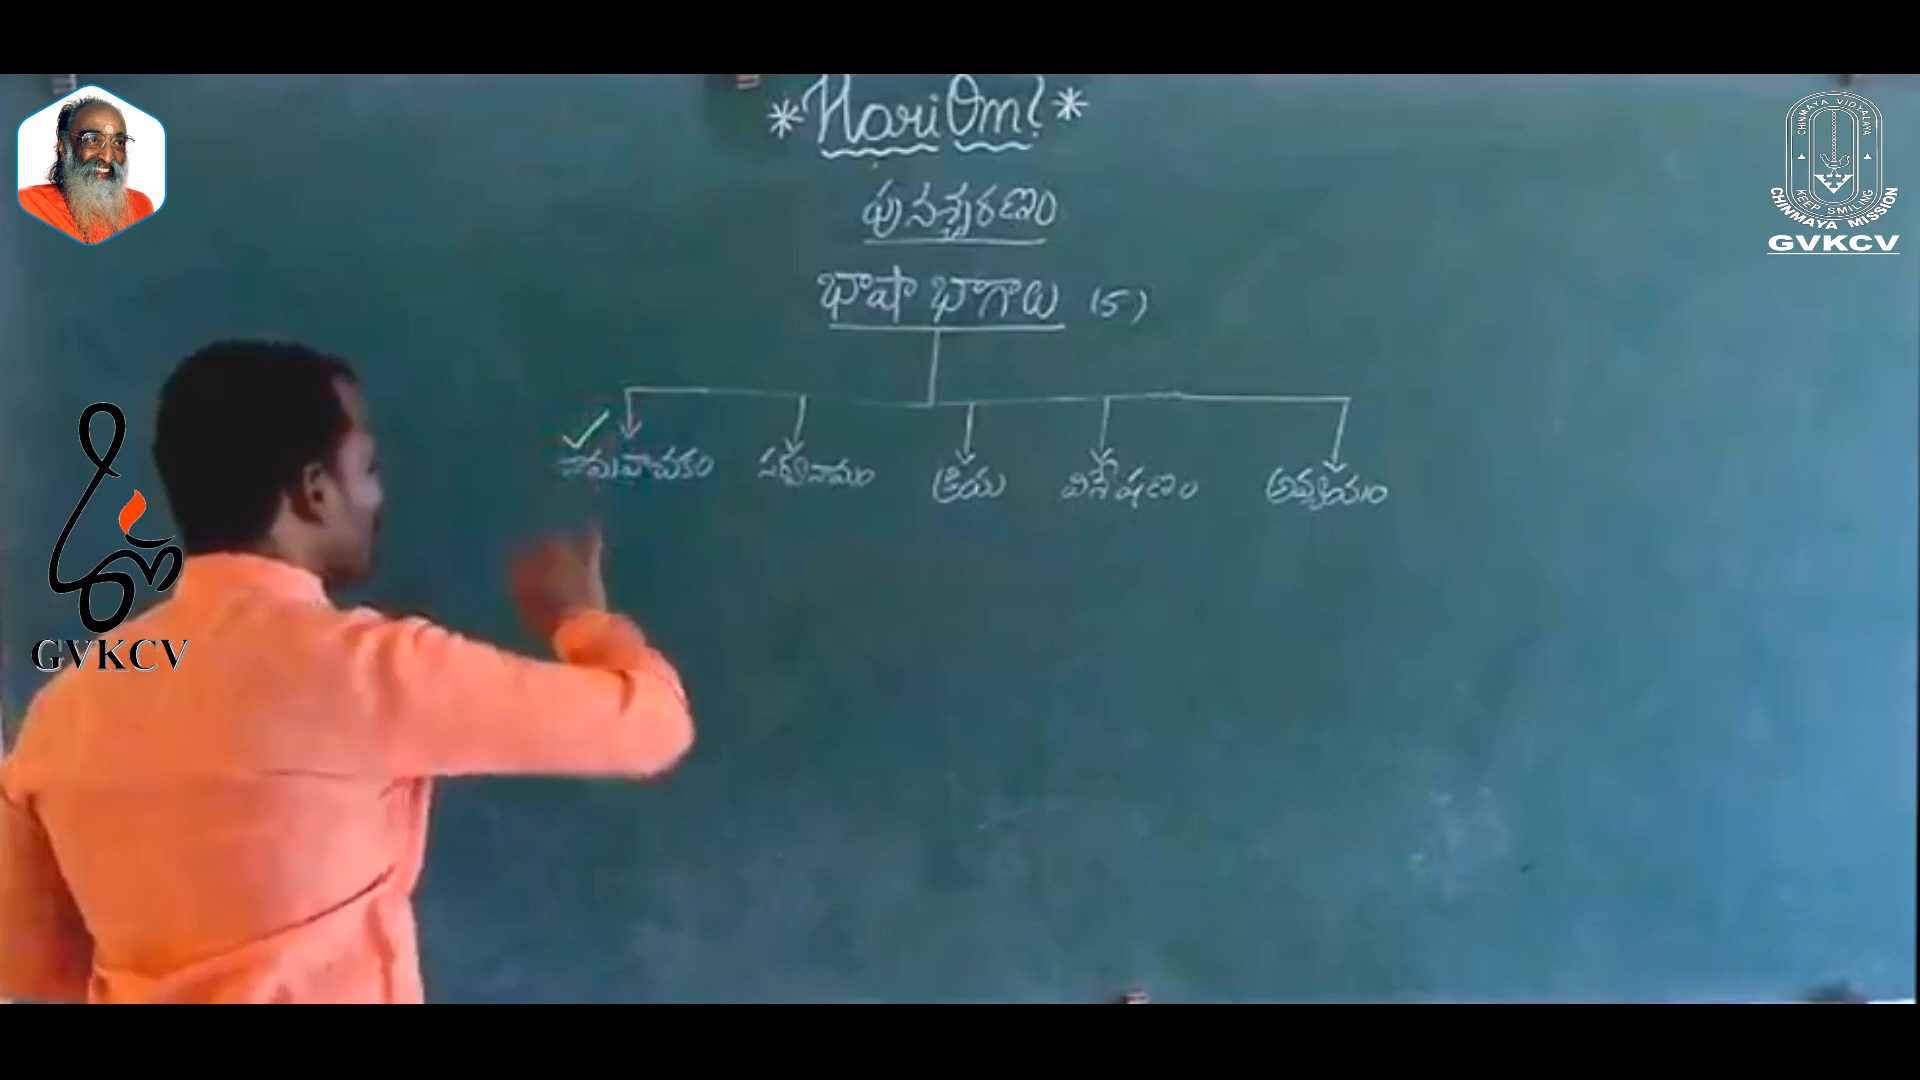 *Hari Om!*
పునశ్చరణం
భాషా భాగాలు (5)
నామవాచకం సర్వనామం క్రియ విశేషణం అవ్యయం
CHINMAYA VIDYALAYA
KEEP SMILING
CHINMAYA MISSION
GVKCV
GVKCV